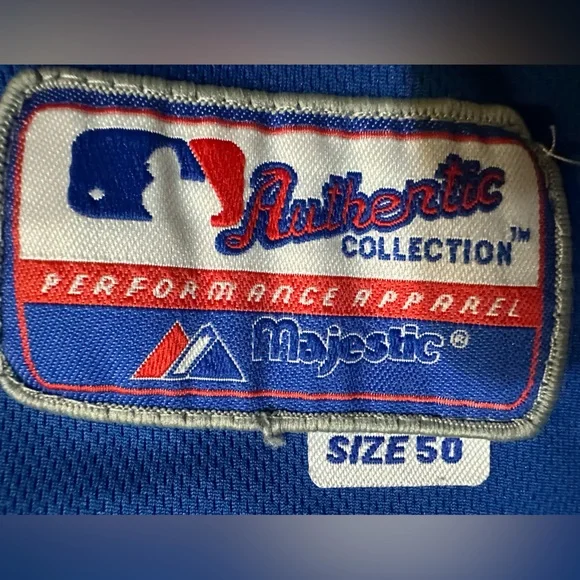 Authentic
COLLECTION™
PERFORMANCE APPAREL
Majestic®
SIZE 50